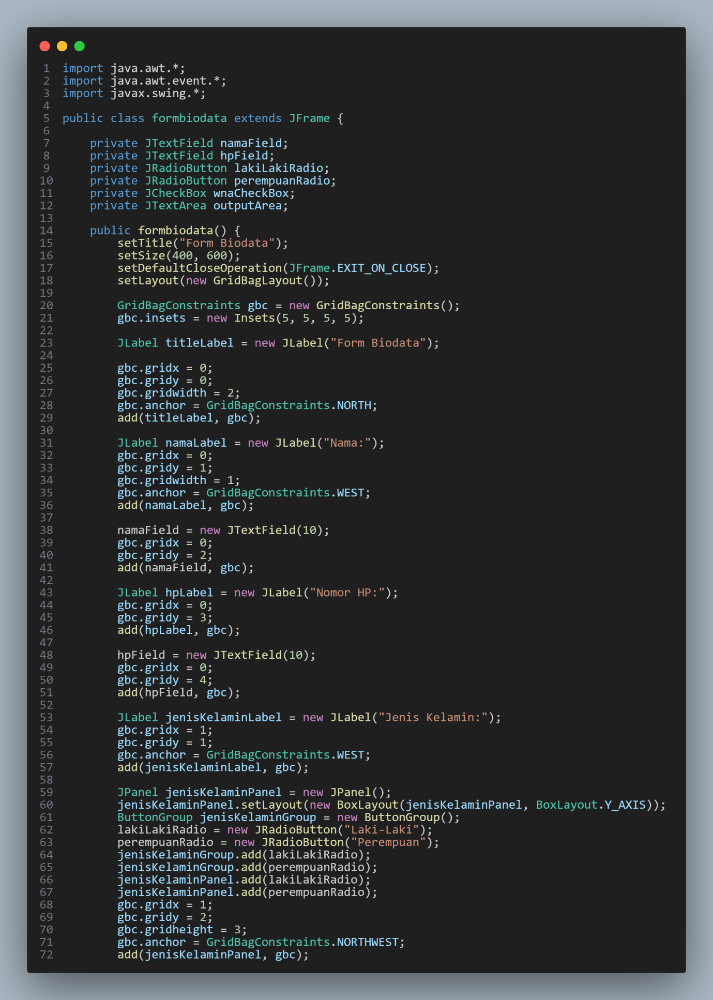 1 import java.awt.*;
2 import java.awt.event.*;
3 import javax.swing.*;
4
5 public class formbiodata extends JFrame {
6
7     private JTextField namaField;
8     private JTextField hpField;
9     private JRadioButton lakiLakiRadio;
10     private JRadioButton perempuanRadio;
11     private JCheckBox wnaCheckBox;
12     private JTextArea outputArea;
13
14     public formbiodata() {
15         setTitle("Form Biodata");
16         setSize(400, 600);
17         setDefaultCloseOperation(JFrame.EXIT_ON_CLOSE);
18         setLayout(new GridBagLayout());
19
20         GridBagConstraints gbc = new GridBagConstraints();
21         gbc.insets = new Insets(5, 5, 5, 5);
22
23         JLabel titleLabel = new JLabel("Form Biodata");
24
25         gbc.gridx = 0;
26         gbc.gridy = 0;
27         gbc.gridwidth = 2;
28         gbc.anchor = GridBagConstraints.NORTH;
29         add(titleLabel, gbc);
30
31         JLabel namaLabel = new JLabel("Nama:");
32         gbc.gridx = 0;
33         gbc.gridy = 1;
34         gbc.gridwidth = 1;
35         gbc.anchor = GridBagConstraints.WEST;
36         add(namaLabel, gbc);
37
38         namaField = new JTextField(10);
39         gbc.gridx = 0;
40         gbc.gridy = 2;
41         add(namaField, gbc);
42
43         JLabel hpLabel = new JLabel("Nomor HP:");
44         gbc.gridx = 0;
45         gbc.gridy = 3;
46         add(hpLabel, gbc);
47
48         hpField = new JTextField(10);
49         gbc.gridx = 0;
50         gbc.gridy = 4;
51         add(hpField, gbc);
52
53         JLabel jenisKelaminLabel = new JLabel("Jenis Kelamin:");
54         gbc.gridx = 1;
55         gbc.gridy = 1;
56         gbc.anchor = GridBagConstraints.WEST;
57         add(jenisKelaminLabel, gbc);
58
59         JPanel jenisKelaminPanel = new JPanel();
60         jenisKelaminPanel.setLayout(new BoxLayout(jenisKelaminPanel, BoxLayout.Y_AXIS));
61         ButtonGroup jenisKelaminGroup = new ButtonGroup();
62         lakiLakiRadio = new JRadioButton("Laki-Laki");
63         perempuanRadio = new JRadioButton("Perempuan");
64         jenisKelaminGroup.add(lakiLakiRadio);
65         jenisKelaminGroup.add(perempuanRadio);
66         jenisKelaminPanel.add(lakiLakiRadio);
67         jenisKelaminPanel.add(perempuanRadio);
68         gbc.gridx = 1;
69         gbc.gridy = 2;
70         gbc.gridheight = 3;
71         gbc.anchor = GridBagConstraints.NORTHWEST;
72         add(jenisKelaminPanel, gbc);